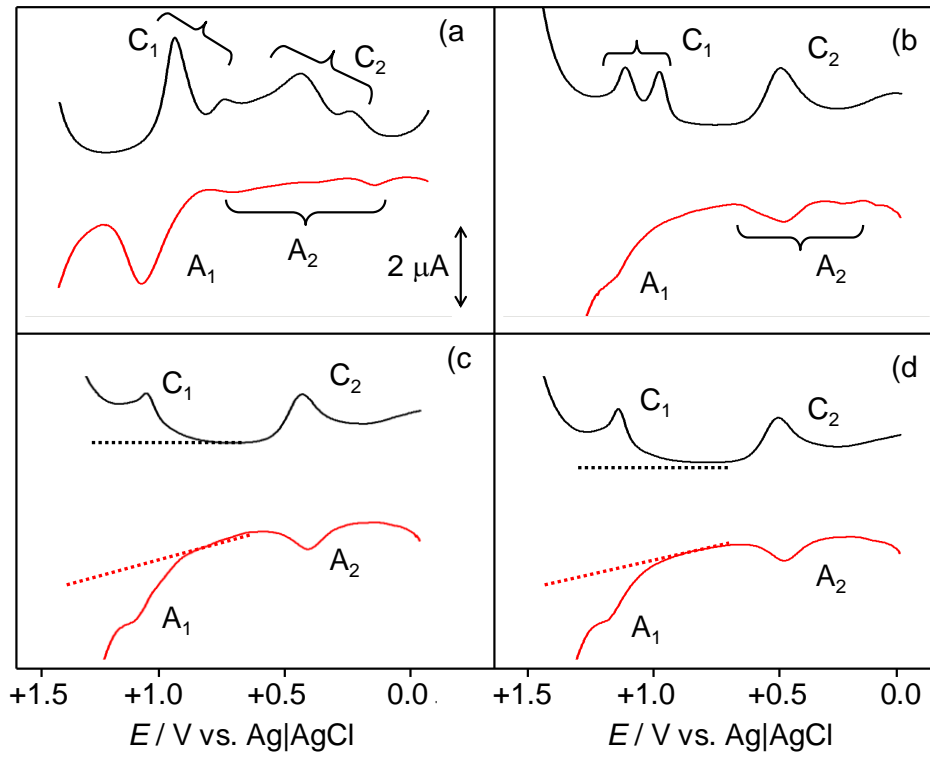 (a
C₁
C₂
A₁
A₂
2 μA
(b
C₁
C₂
A₁
A₂
(c
C₁
C₂
A₁
A₂
(d
C₁
C₂
A₁
A₂
+1.5 +1.0 +0.5 0.0
E / V vs. Ag|AgCl
+1.5 +1.0 +0.5 0.0
E / V vs. Ag|AgCl